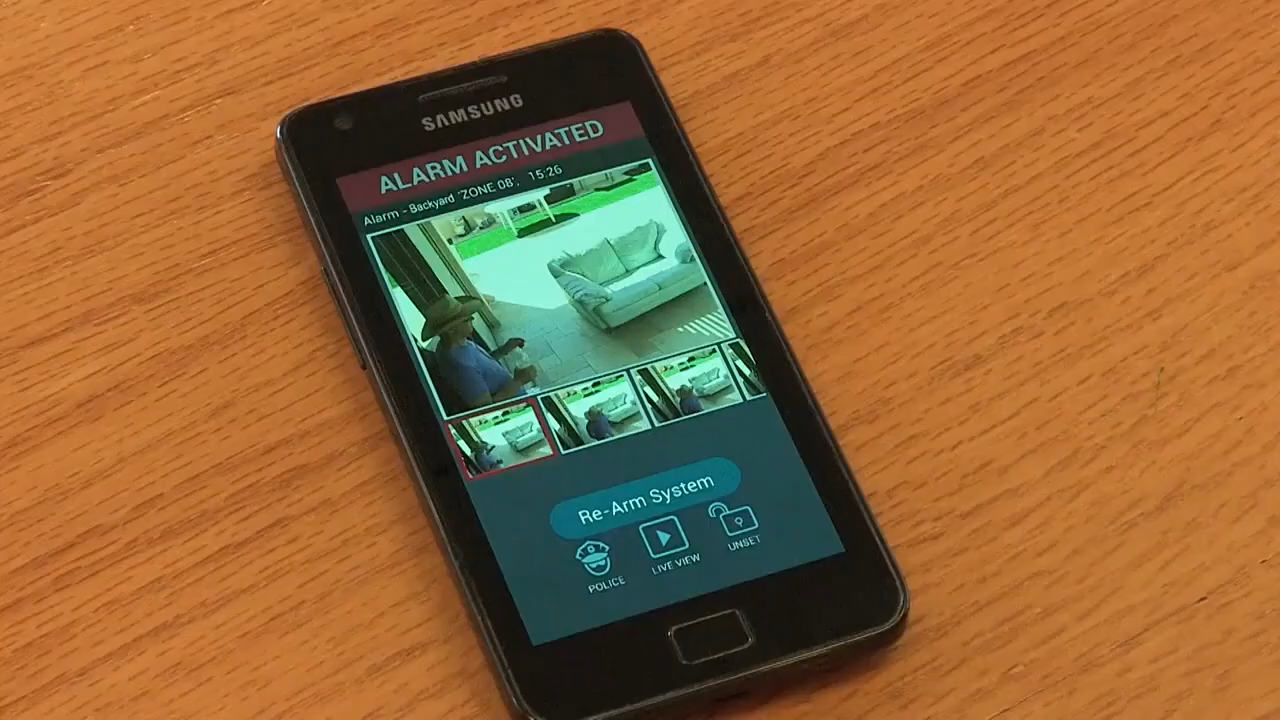 SAMSUNG
ALARM ACTIVATED
Alarm - Backyard 'ZONE 08', 15:26
Re-Arm System
POLICE
LIVE VIEW
UNSET